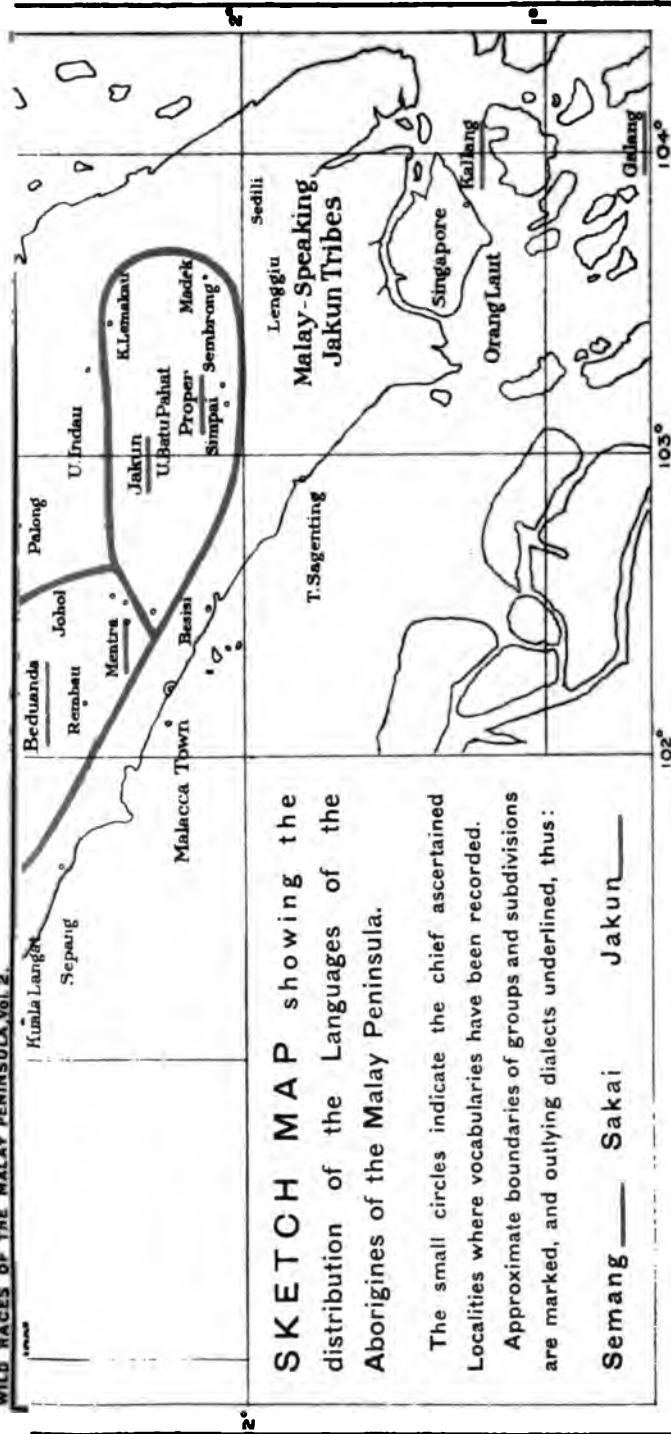 WILD RACES OF THE MALAY PENINSULA, VOL. 2.
Kuala Langat
Sepang
Beduanda
Rembau
Johol
Palong
U. Indau
Mentra
Besisi
Malacca Town
Jakun
U. Batu Pahat
Proper
Simpai
K. Lemakau
Madek
Sembrong
T. Sagenting
Lenggiu
Sedili
Malay-Speaking
Jakun Tribes
Singapore
Orang Laut
Kallang
Galang
2°
2°
1°
102°
103°
104°
SKETCH MAP showing the
distribution of the Languages of the
Aborigines of the Malay Peninsula.
The small circles indicate the chief ascertained
Localities where vocabularies have been recorded.
Approximate boundaries of groups and subdivisions
are marked, and outlying dialects underlined, thus :
Semang Sakai Jakun